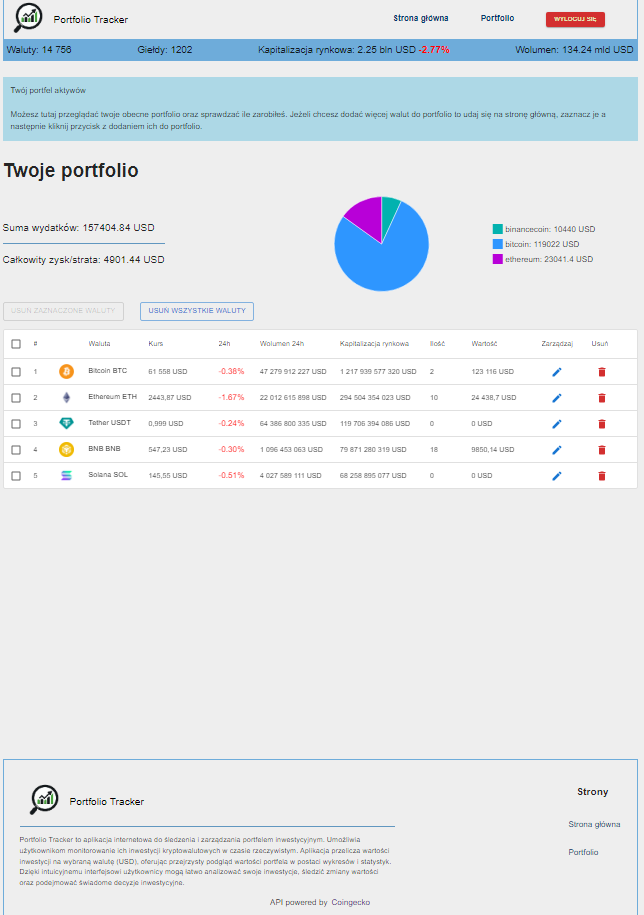 Portfolio Tracker
Strona główna
Portfolio
WYLOGUJ SIĘ
Waluty: 14 756 Giełdy: 1202 Kapitalizacja rynkowa: 2.25 bln USD -2.77% Wolumen: 134.24 mld USD
Twój portfel aktywów
Możesz tutaj przeglądać twoje obecne portfolio oraz sprawdzać ile zarobiłeś. Jeżeli chcesz dodać więcej walut do portfolio to udaj się na stronę główną, zaznacz je a
następnie kliknij przycisk z dodaniem ich do portfolio.
Twoje portfolio
Suma wydatków: 157404.84 USD
Całkowity zysk/strata: 4901.44 USD
binancecoin: 10440 USD
bitcoin: 119022 USD
ethereum: 23041.4 USD
USUŃ ZAZNACZONE WALUTY
USUŃ WSZYSTKIE WALUTY
# Waluta Kurs 24h Wolumen 24h Kapitalizacja rynkowa Ilość Wartość Zarządzaj Usuń
1 Bitcoin BTC 61 558 USD -0.38% 47 279 912 227 USD 1 217 939 577 320 USD 2 123 116 USD
2 Ethereum ETH 2443,87 USD -1.67% 22 012 615 898 USD 294 504 354 023 USD 10 24 438,7 USD
3 Tether USDT 0,999 USD -0.24% 64 386 800 335 USD 119 706 394 086 USD 0 0 USD
4 BNB BNB 547,23 USD -0.30% 1 096 453 063 USD 79 871 280 319 USD 18 9850,14 USD
5 Solana SOL 145,55 USD -0.51% 4 027 589 111 USD 68 258 895 077 USD 0 0 USD
Portfolio Tracker
Portfolio Tracker to aplikacja internetowa do śledzenia i zarządzania portfelem inwestycyjnym. Umożliwia
użytkownikom monitorowanie ich inwestycji kryptowalutowych w czasie rzeczywistym. Aplikacja przelicza wartości
inwestycji na wybraną walutę (USD), oferując przejrzysty podgląd wartości portfela w postaci wykresów i statystyk.
Dzięki intuicyjnemu interfejsowi użytkownicy mogą łatwo analizować swoje inwestycje, śledzić zmiany wartości
oraz podejmować świadome decyzje inwestycyjne.
Strony
Strona główna
Portfolio
API powered by Coingecko